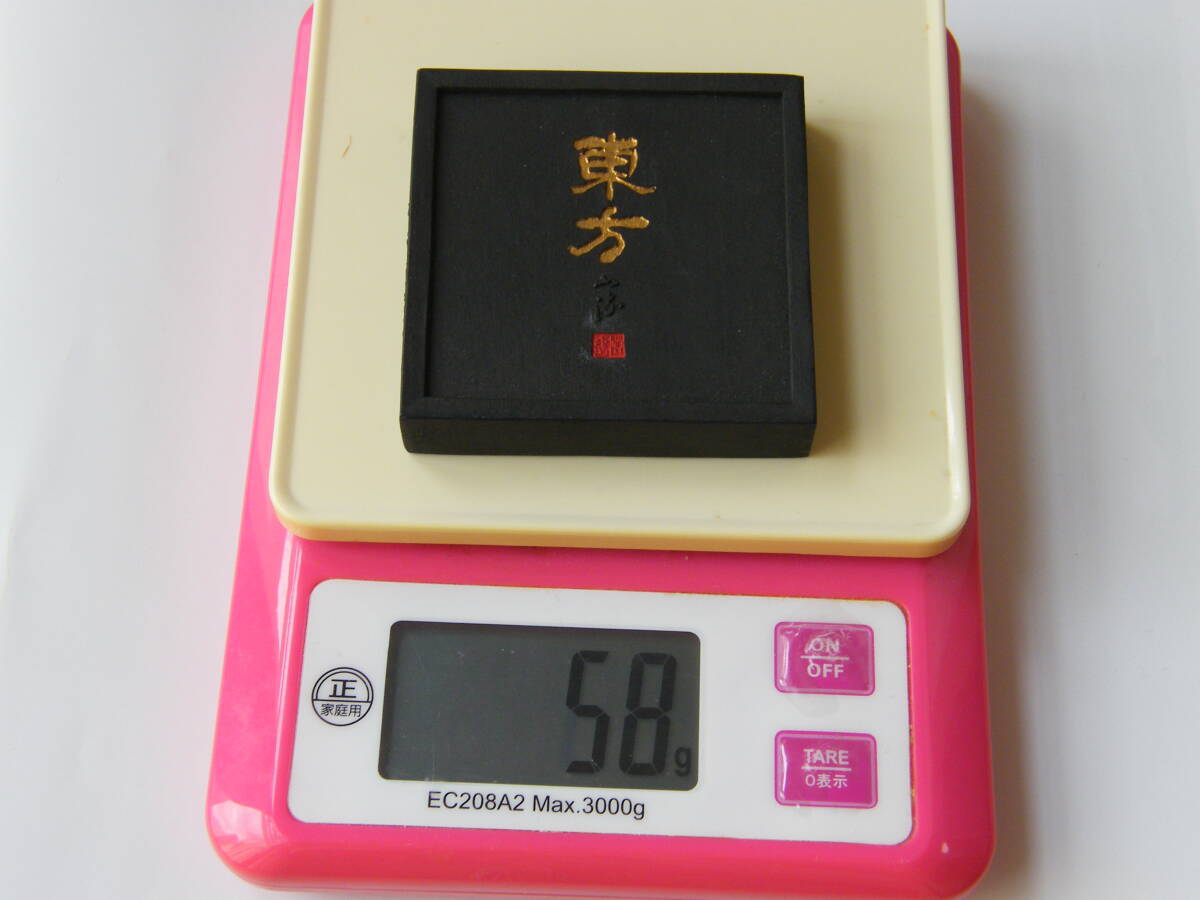 東方
58g
ON
OFF
正
家庭用
TARE
0表示
EC208A2 Max.3000g